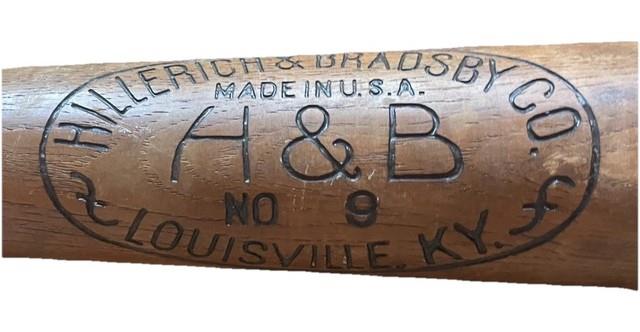 HILLERICH & BRADSBY CO.
MADE IN U.S.A.
H & B
NO 9
LOUISVILLE, KY.